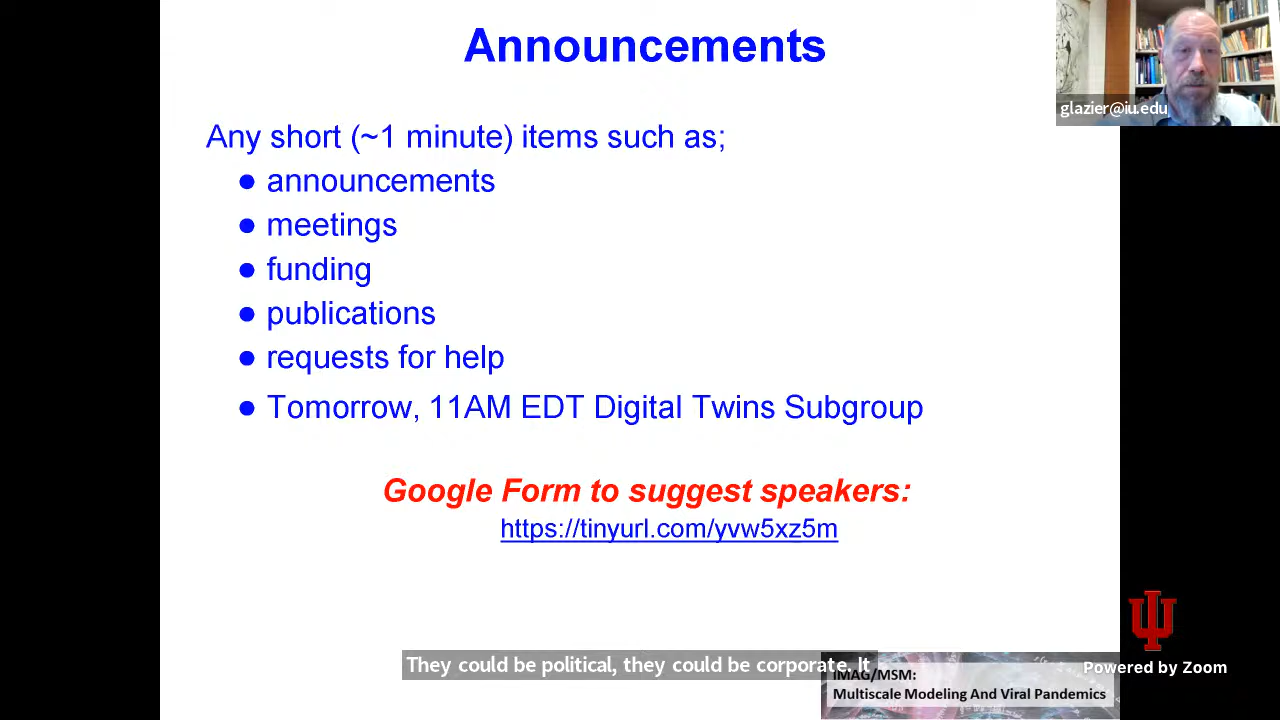 Announcements
glazier@iu.edu
Any short (~1 minute) items such as;
● announcements
● meetings
● funding
● publications
● requests for help
● Tomorrow, 11AM EDT Digital Twins Subgroup
Google Form to suggest speakers:
https://tinyurl.com/yvw5xz5m
They could be political, they could be corporate. It
Powered by Zoom
IMAG/MSM:
Multiscale Modeling And Viral Pandemics